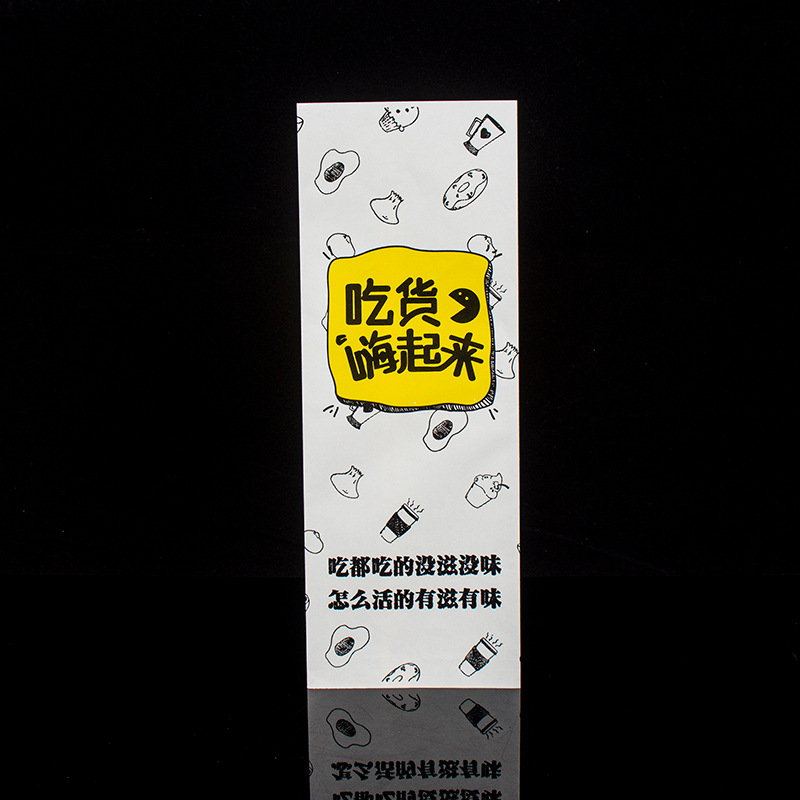 吃货
嗨起来
吃都吃的没滋没味
怎么活的有滋有味